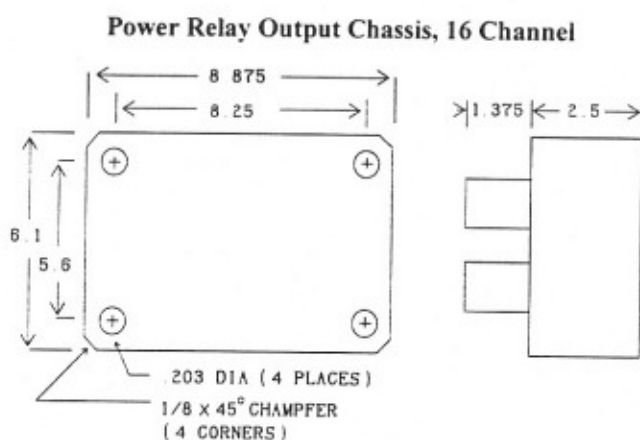 Power Relay Output Chassis, 16 Channel
8 875
8.25
1.375
2.5
6.1
5.6
.203 DIA ( 4 PLACES )
1/8 X 45° CHAMPFER
( 4 CORNERS )